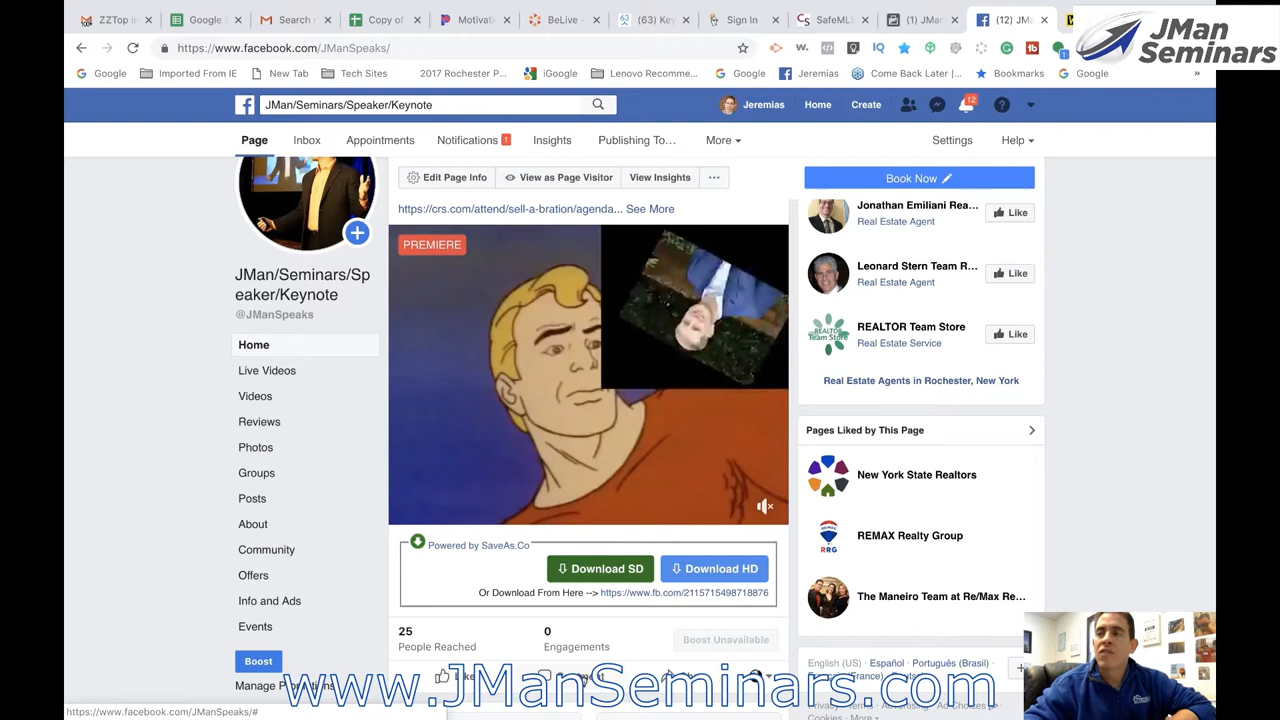 ZZTop in
Google S
Search r
Copy of
Motivati
BeLive -
(63) Key
Sign In
SafeMLS
(1) JMan
(12) JMa
JMan
Seminars
https://www.facebook.com/JManSpeaks/
Google
Imported From IE
New Tab
Tech Sites
2017 Rochester P...
iGoogle
Lenovo Recomme...
Google
Jeremias
Come Back Later |...
Bookmarks
Google
»
JMan/Seminars/Speaker/Keynote
Jeremias
Home
Create
12
Page
Inbox
Appointments
Notifications 1
Insights
Publishing To...
More
Settings
Help
Edit Page Info
View as Page Visitor
View Insights
...
Book Now
https://crs.com/attend/sell-a-bration/agenda... See More
PREMIERE
JMan/Seminars/Sp
eaker/Keynote
@JManSpeaks
Home
Live Videos
Videos
Reviews
Photos
Groups
Posts
About
Community
Offers
Info and Ads
Events
Boost
Manage Promotions
Powered by SaveAs.Co
Download SD
Download HD
Or Download From Here --> https://www.fb.com/2115715498718876
25
People Reached
0
Engagements
Boost Unavailable
Jonathan Emiliani Rea...
Real Estate Agent
Like
Leonard Stern Team R...
Real Estate Agent
Like
REALTOR Team Store
Real Estate Service
Like
Real Estate Agents in Rochester, New York
Pages Liked by This Page
New York State Realtors
REMAX Realty Group
The Maneiro Team at Re/Max Re...
English (US) · Español · Português (Brasil)
www.JManSeminars.com
https://www.facebook.com/JManSpeaks/#